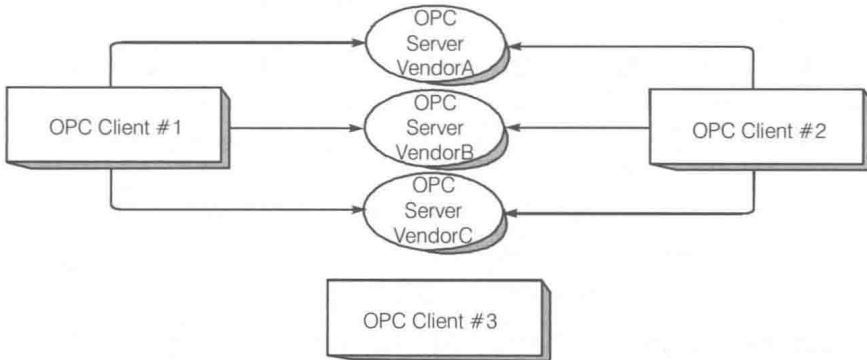 OPC
Server
VendorA
OPC Client #1
OPC
Server
VendorB
OPC Client #2
OPC
Server
VendorC
OPC Client #3